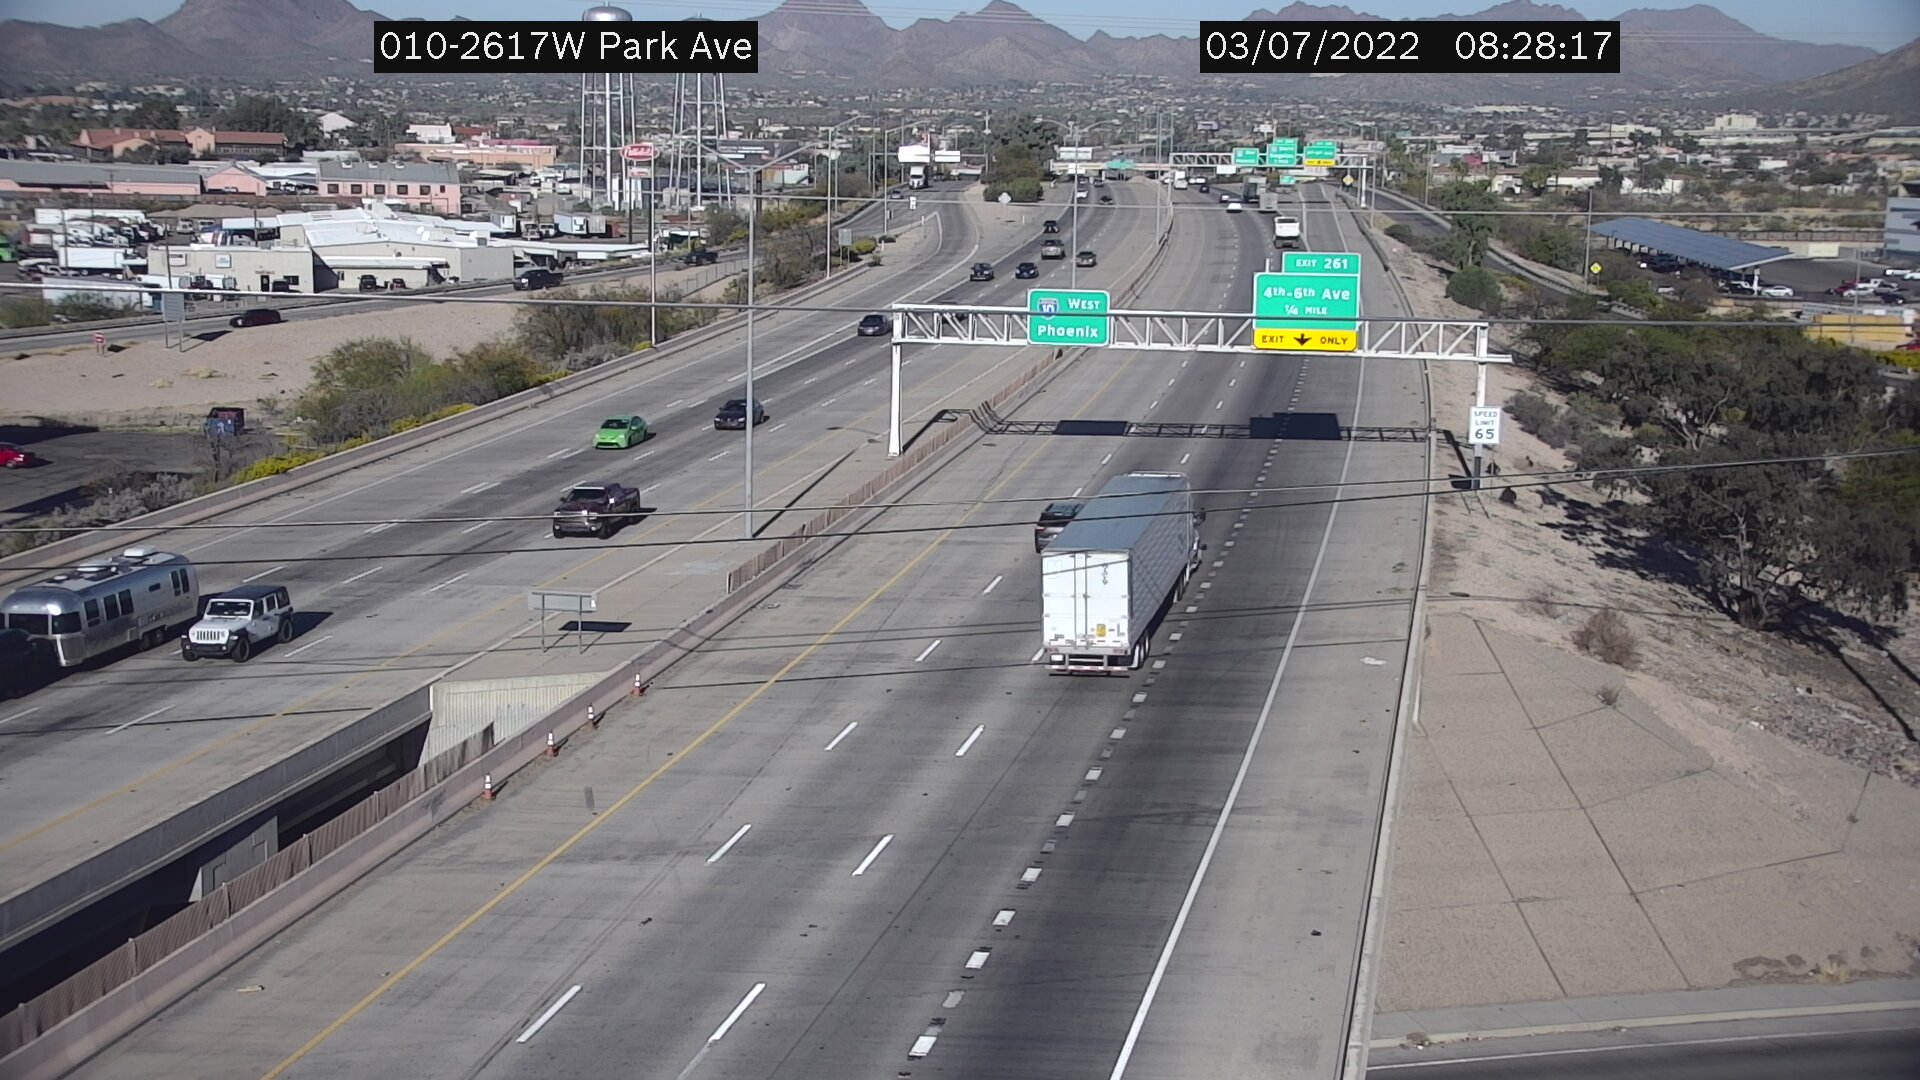 010-2617W Park Ave
03/07/2022 08:28:17
EXIT 261
4th-6th Ave
1/4 MILE
EXIT ONLY
10 WEST
Phoenix
SPEED
LIMIT
65